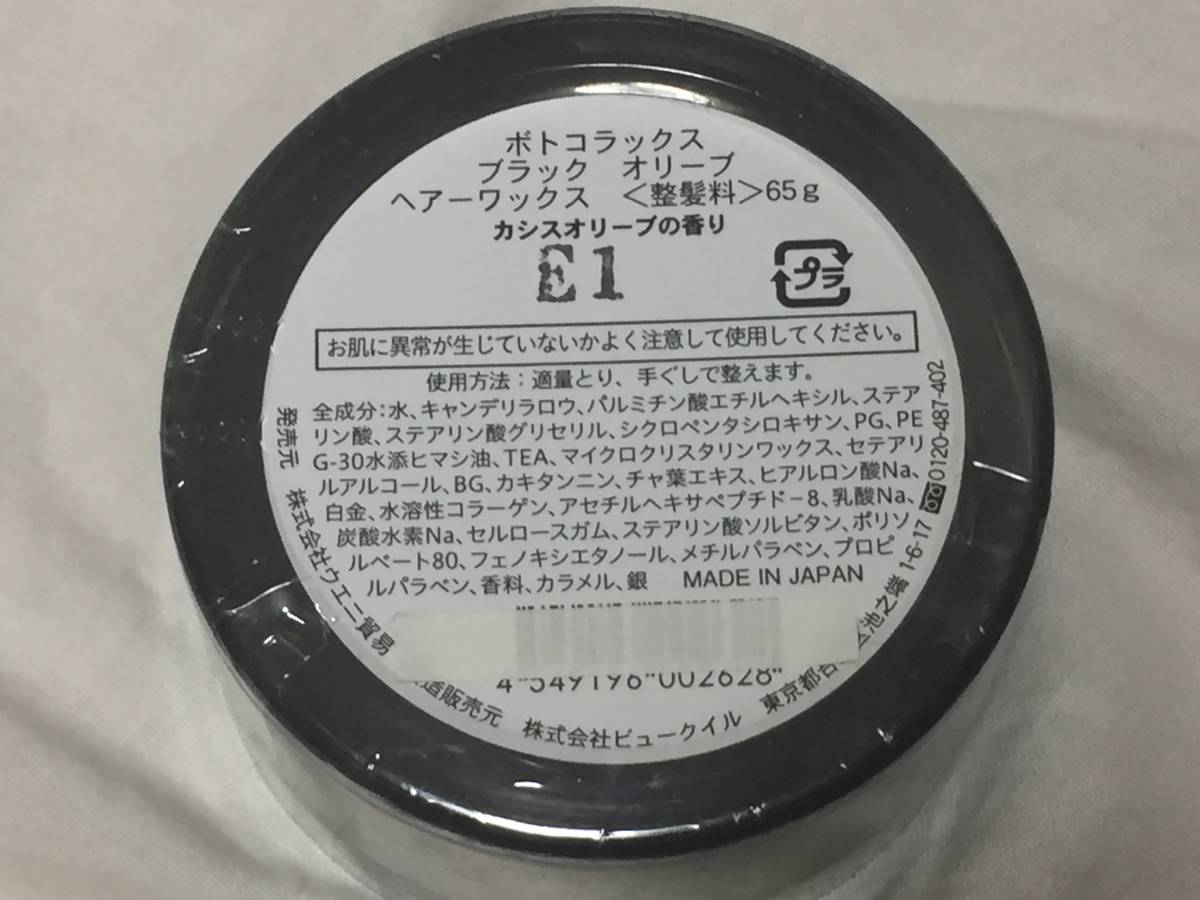 ボトコラックス
ブラック オリーブ
ヘアーワックス <整髪料>65g
カシスオリーブの香り
E1
プラ
お肌に異常が生じていないかよく注意して使用してください。
使用方法:適量とり、手ぐしで整えます。
全成分:水、キャンデリラロウ、パルミチン酸エチルヘキシル、ステア
リン酸、ステアリン酸グリセリル、シクロペンタシロキサン、PG、PE
G-30水添ヒマシ油、TEA、マイクロクリスタリンワックス、セテアリ
ルアルコール、BG、カキタンニン、チャ葉エキス、ヒアルロン酸Na、
白金、水溶性コラーゲン、アセチルヘキサペプチド-8、乳酸Na、
炭酸水素Na、セルロースガム、ステアリン酸ソルビタン、ポリソ
ルベート80、フェノキシエタノール、メチルパラベン、プロピ
ルパラベン、香料、カラメル、銀 MADE IN JAPAN
4"549196"002628"
発売元 株式会社ウエニ貿易
造販売元 株式会社ビュークイル 東京都台 池之端 1-6-17 0120-487-402